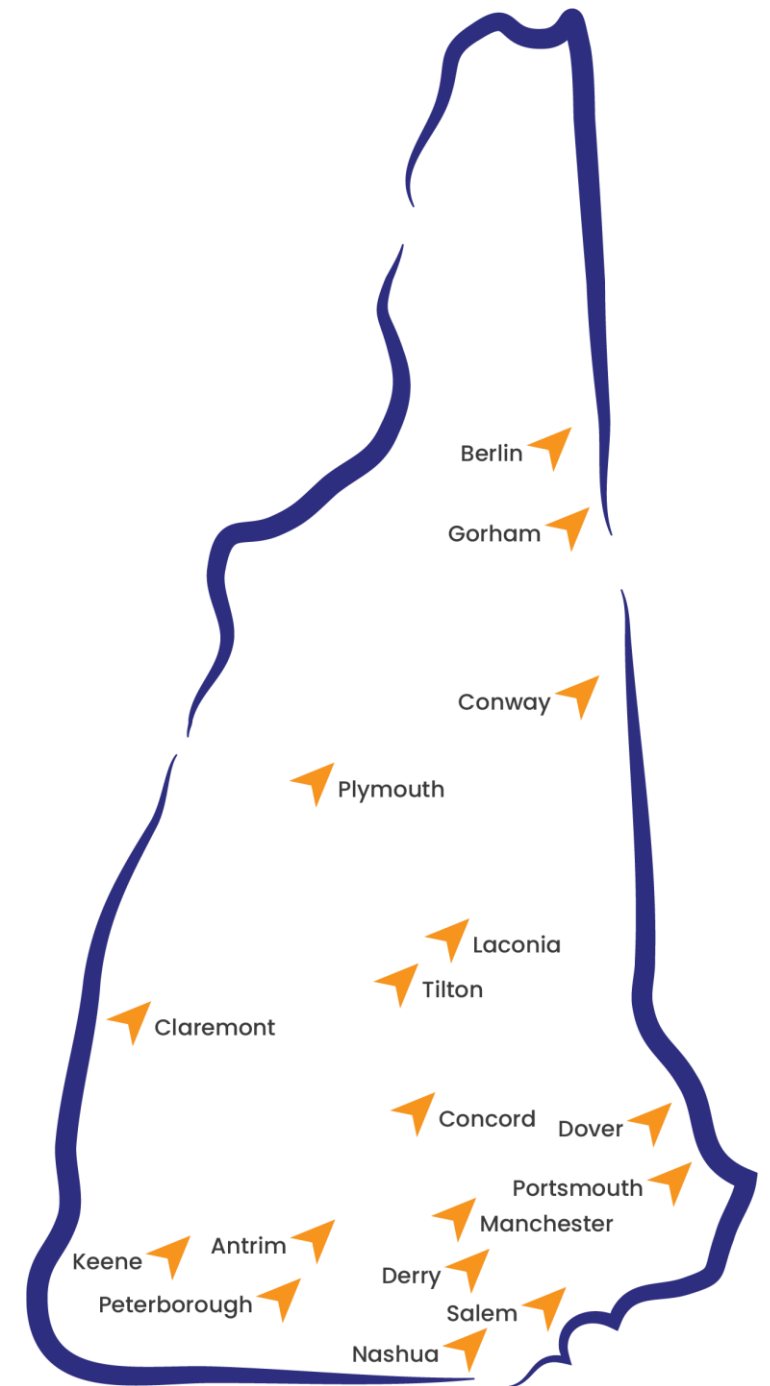 Berlin
Gorham
Conway
Plymouth
Laconia
Tilton
Claremont
Concord
Dover
Portsmouth
Manchester
Antrim
Keene
Derry
Peterborough
Salem
Nashua